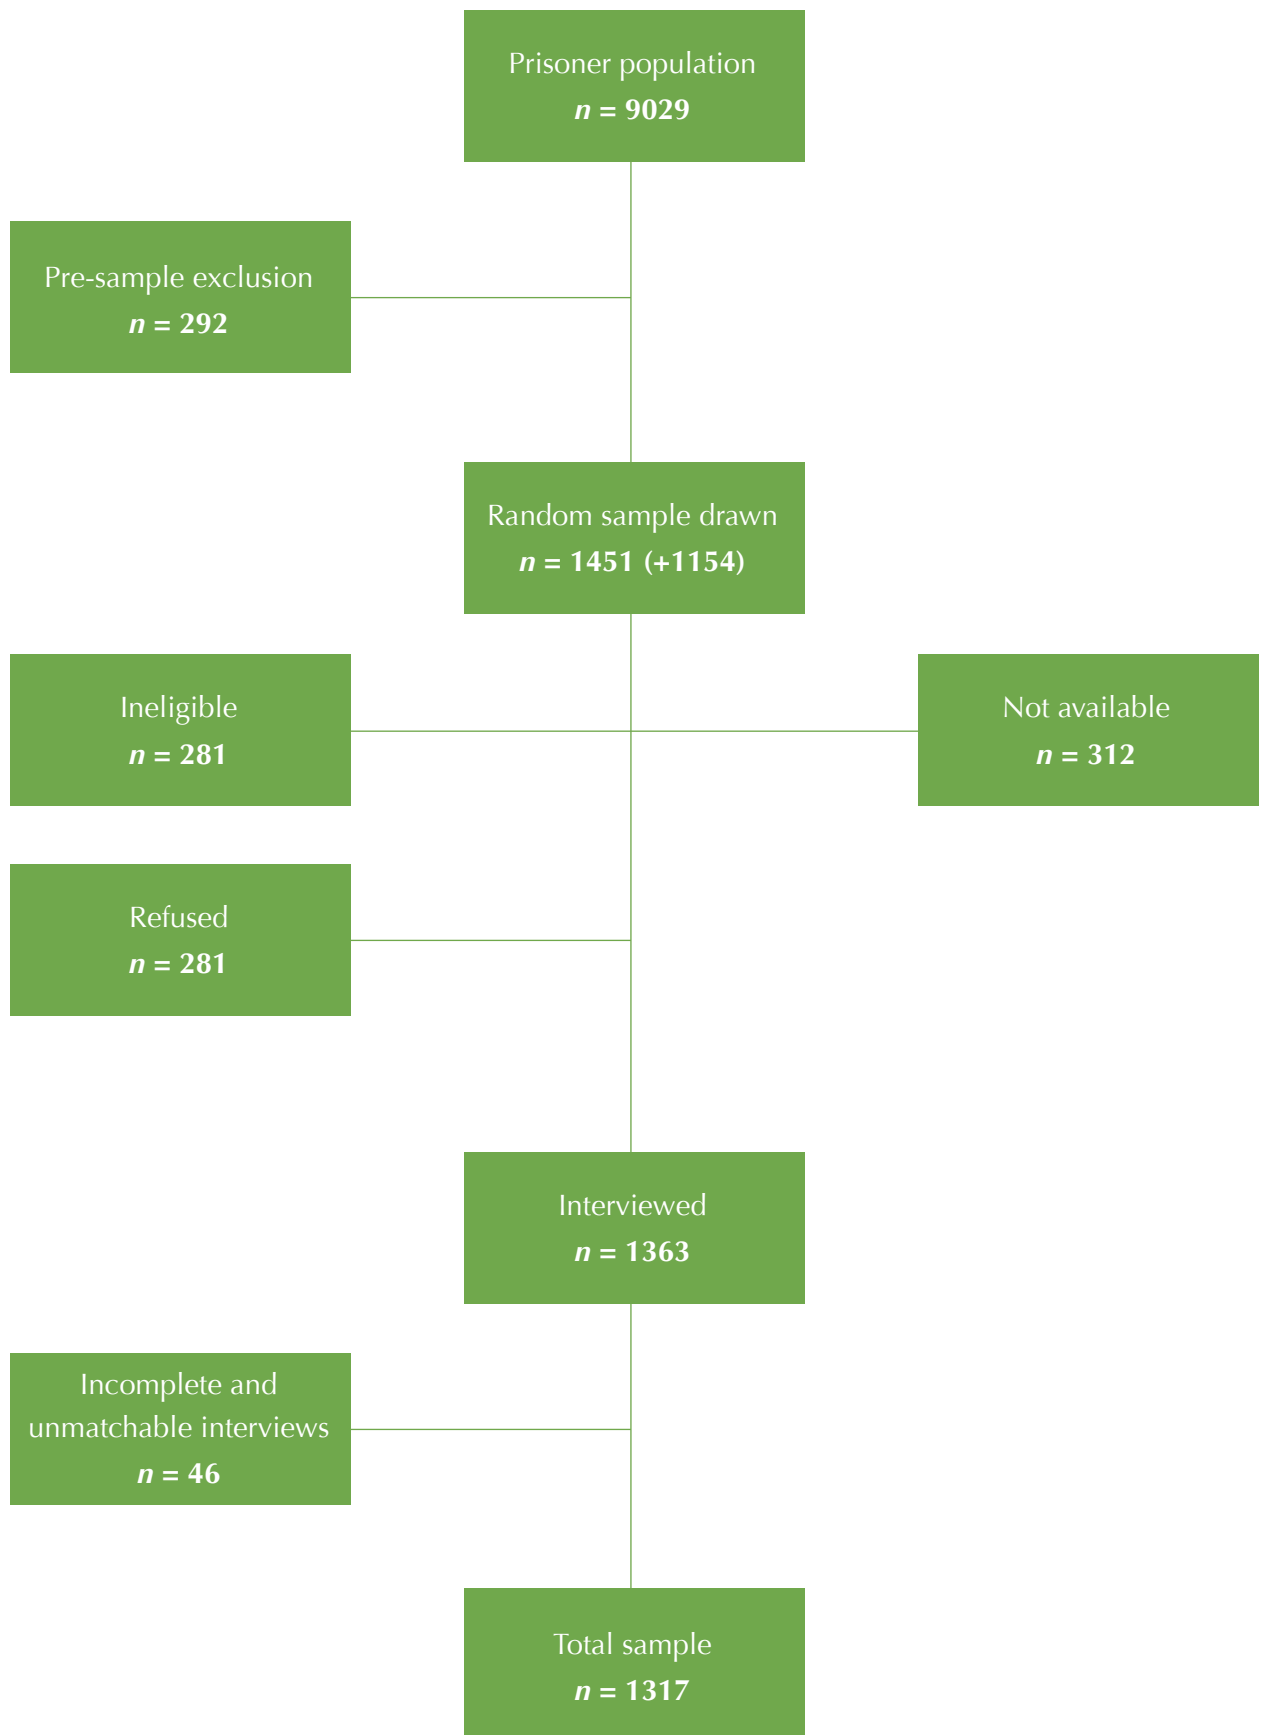 Prisoner population
n = 9029
Pre-sample exclusion
n = 292
Random sample drawn
n = 1451 (+1154)
Ineligible
n = 281
Not available
n = 312
Refused
n = 281
Interviewed
n = 1363
Incomplete and
unmatchable interviews
n = 46
Total sample
n = 1317